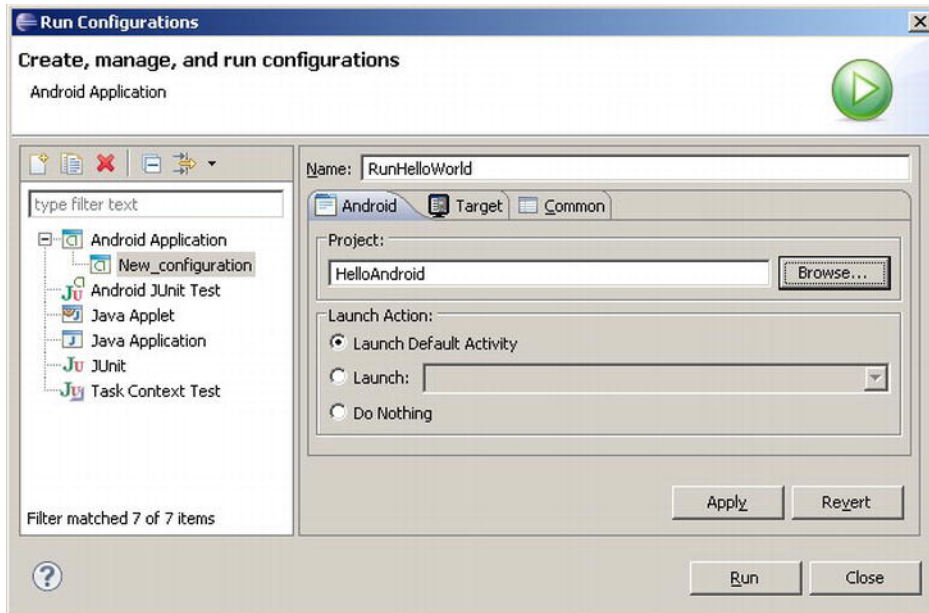 Run Configurations
Create, manage, and run configurations
Android Application
type filter text
Android Application
New_configuration
Android JUnit Test
Java Applet
Java Application
JUnit
Task Context Test
Filter matched 7 of 7 items
Name: RunHelloWorld
Android Target Common
Project:
HelloAndroid Browse...
Launch Action:
Launch Default Activity
Launch:
Do Nothing
Apply Revert
Run Close